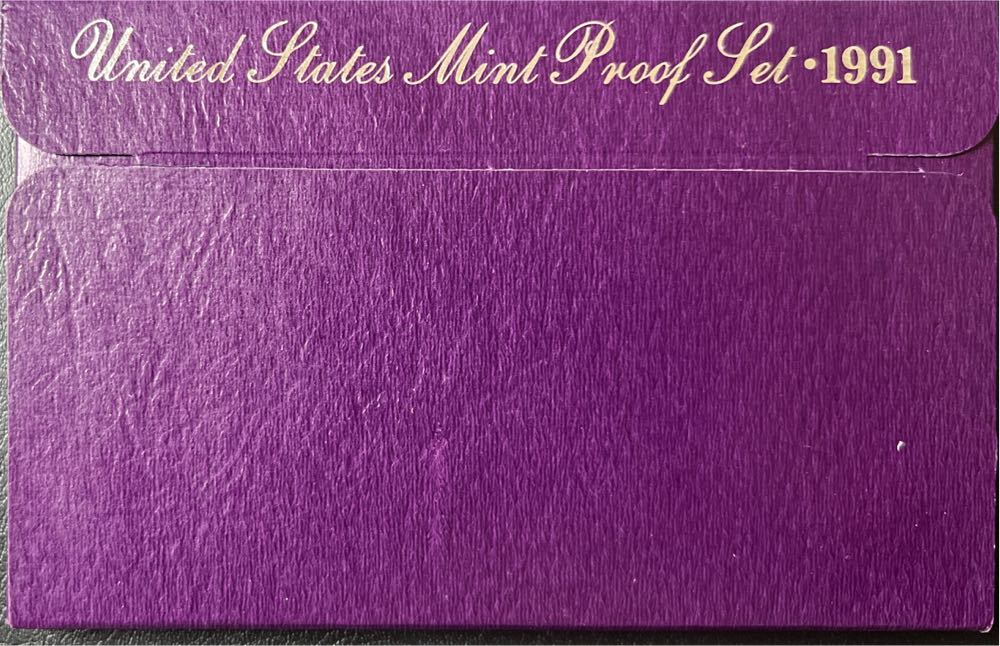 United States Mint Proof Set • 1991